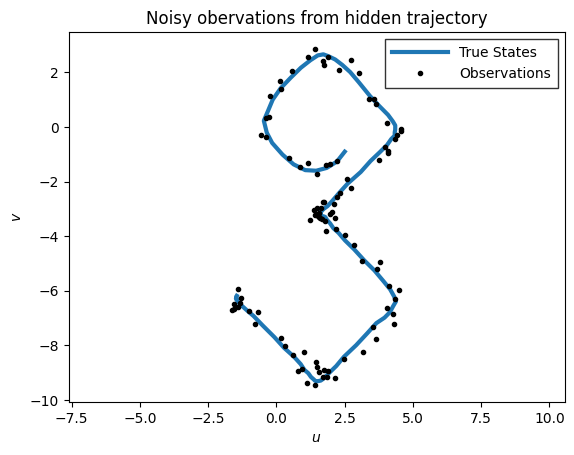 Noisy obervations from hidden trajectory
True States
Observations
v
2
0
−2
−4
−6
−8
−10
−7.5 −5.0 −2.5 0.0 2.5 5.0 7.5 10.0
u